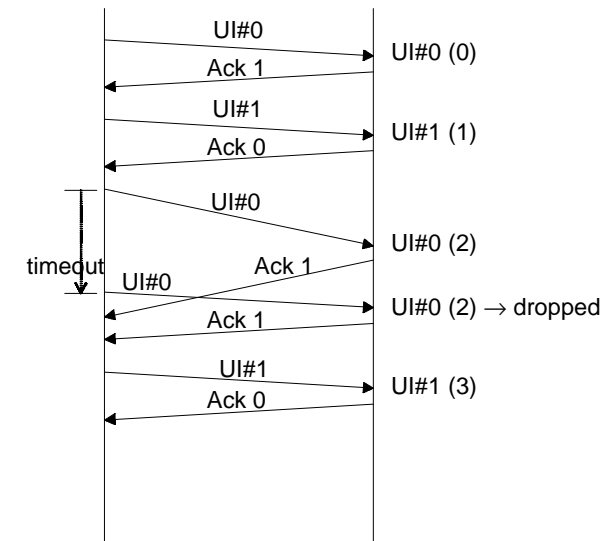 UI#0
UI#0 (0)
Ack 1
UI#1
UI#1 (1)
Ack 0
UI#0
UI#0 (2)
timeout
Ack 1
UI#0
UI#0 (2) → dropped
Ack 1
UI#1
UI#1 (3)
Ack 0